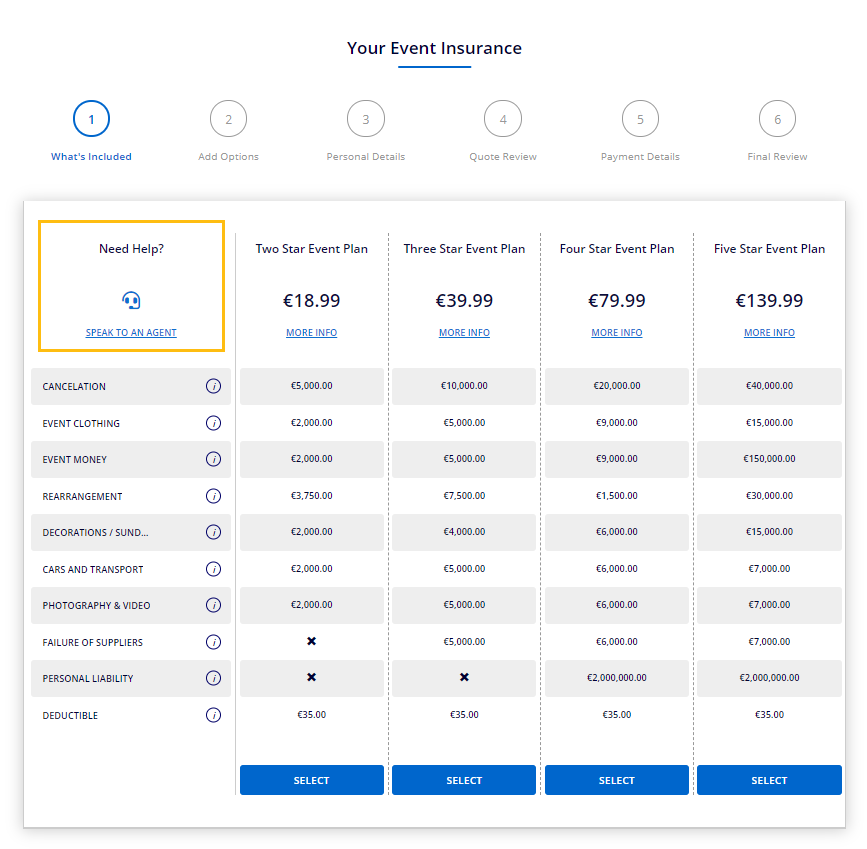 Your Event Insurance
1 2 3 4 5 6
What's Included Add Options Personal Details Quote Review Payment Details Final Review
Need Help? Two Star Event Plan Three Star Event Plan Four Star Event Plan Five Star Event Plan
€18.99 €39.99 €79.99 €139.99
SPEAK TO AN AGENT MORE INFO MORE INFO MORE INFO MORE INFO
CANCELATION i €5,000.00 €10,000.00 €20,000.00 €40,000.00
EVENT CLOTHING i €2,000.00 €5,000.00 €9,000.00 €15,000.00
EVENT MONEY i €2,000.00 €5,000.00 €9,000.00 €150,000.00
REARRANGEMENT i €3,750.00 €7,500.00 €1,500.00 €30,000.00
DECORATIONS / SUND... i €2,000.00 €4,000.00 €6,000.00 €15,000.00
CARS AND TRANSPORT i €2,000.00 €5,000.00 €6,000.00 €7,000.00
PHOTOGRAPHY & VIDEO i €2,000.00 €5,000.00 €6,000.00 €7,000.00
FAILURE OF SUPPLIERS i ✖ €5,000.00 €6,000.00 €7,000.00
PERSONAL LIABILITY i ✖ ✖ €2,000,000.00 €2,000,000.00
DEDUCTIBLE i €35.00 €35.00 €35.00 €35.00
SELECT SELECT SELECT SELECT